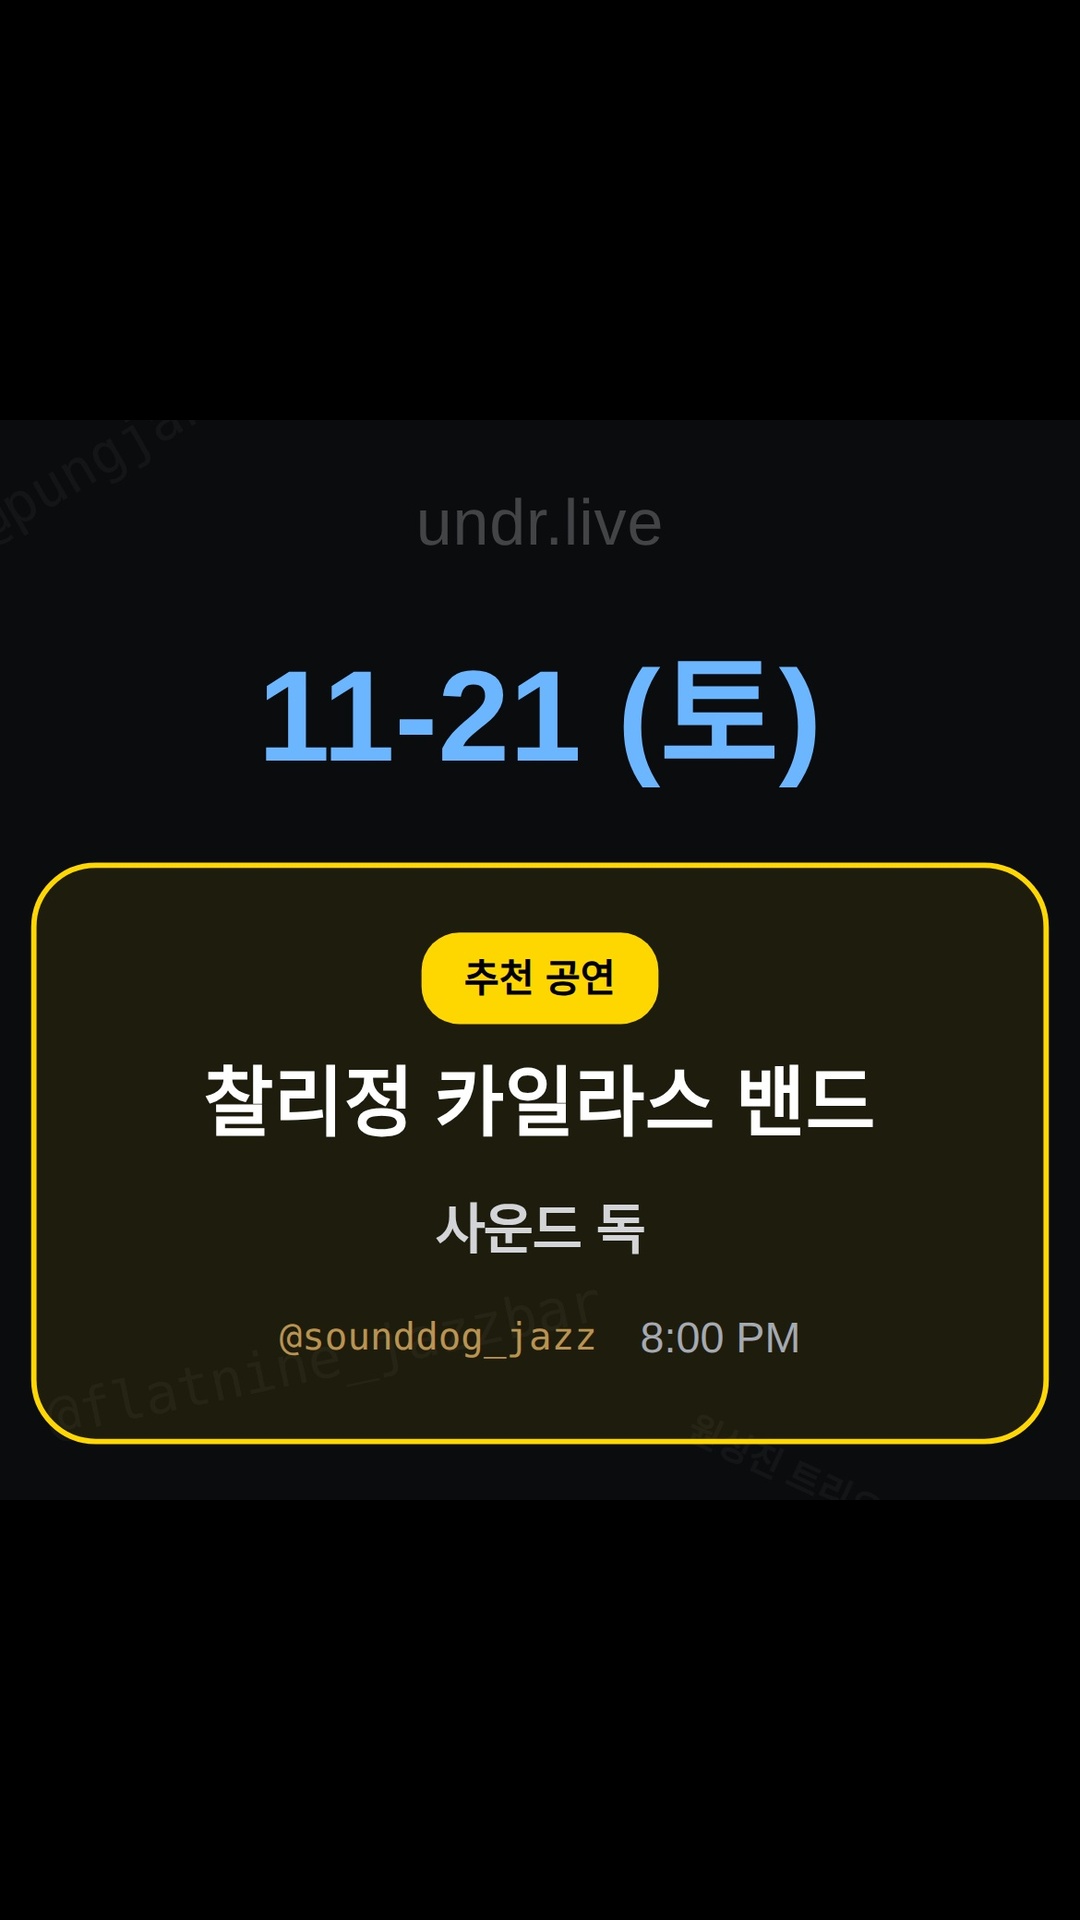 undr.live
11-21 (토)
추천 공연
찰리정 카일라스 밴드
사운드 독
@sounddog_jazz 8:00 PM
@flatnine_jazzbar